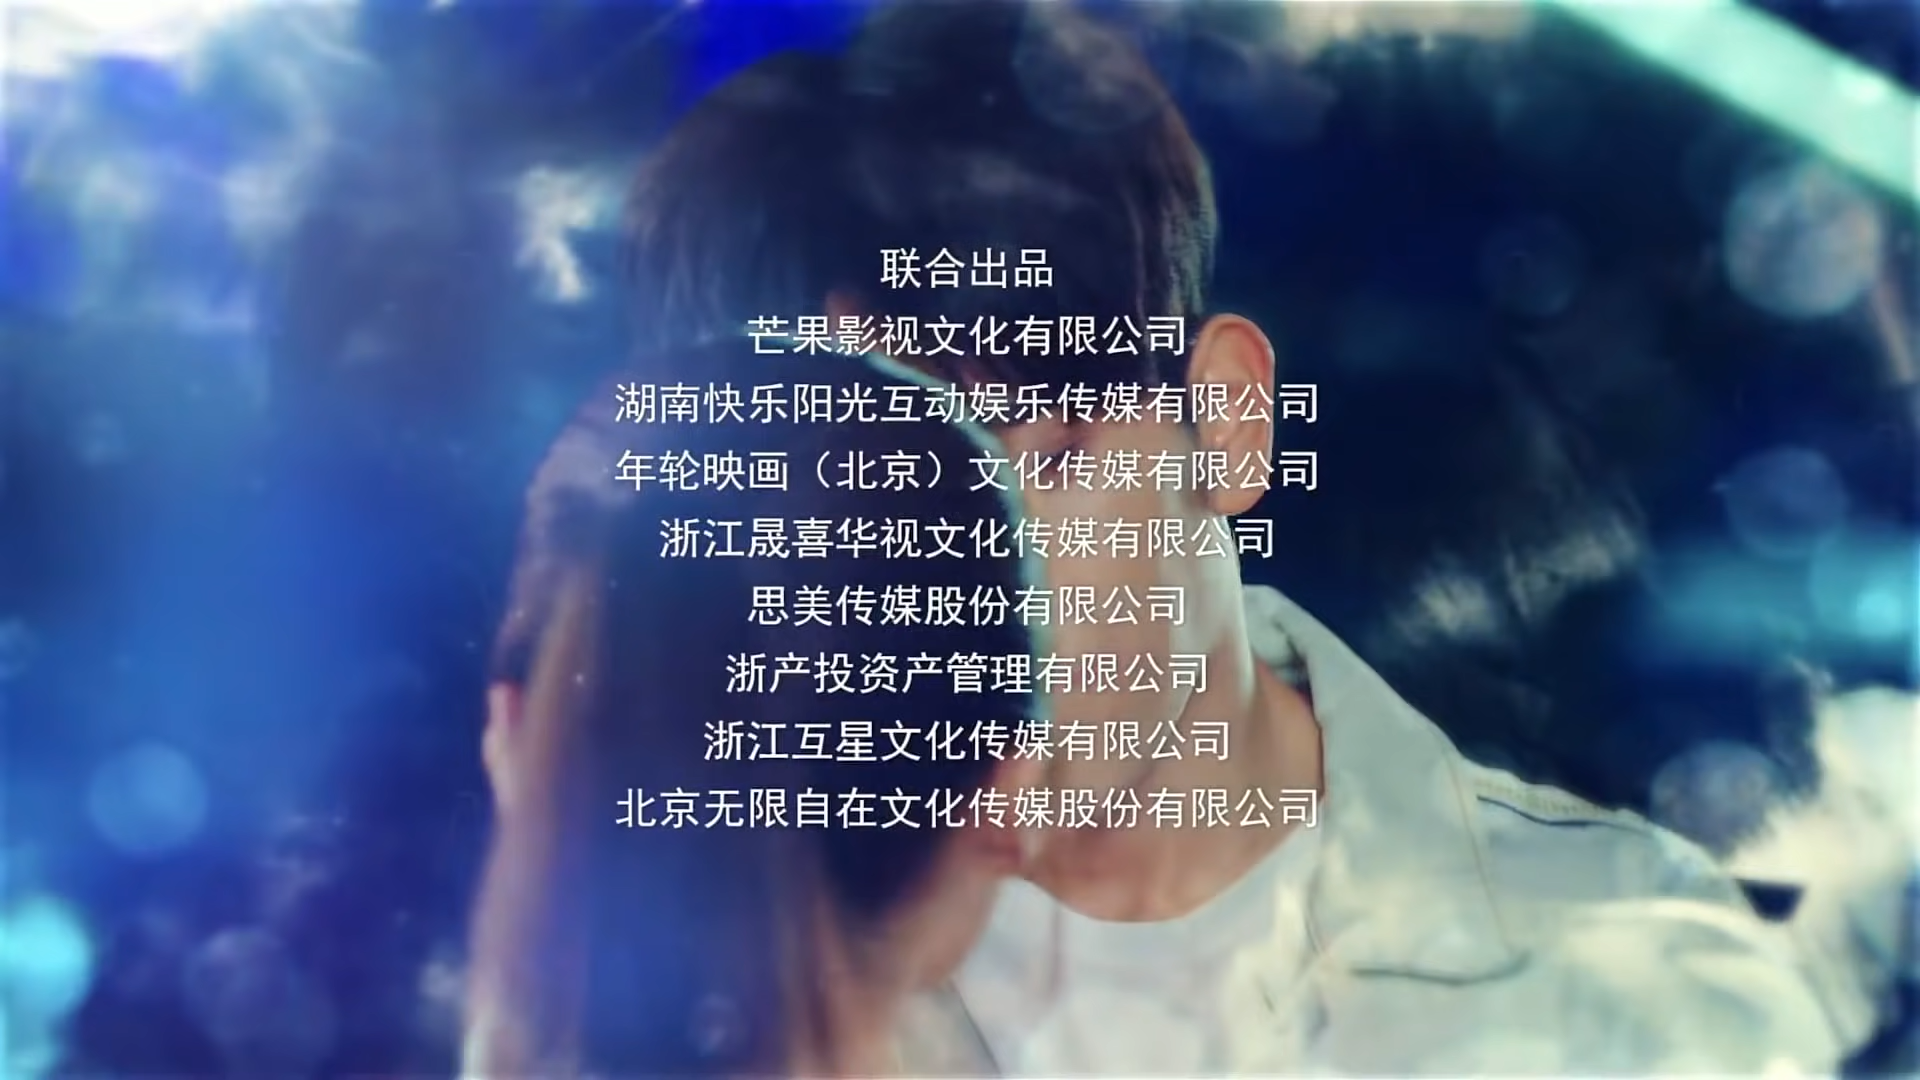 联合出品
芒果影视文化有限公司
湖南快乐阳光互动娱乐传媒有限公司
年轮映画（北京）文化传媒有限公司
浙江晟喜华视文化传媒有限公司
思美传媒股份有限公司
浙产投资产管理有限公司
浙江互星文化传媒有限公司
北京无限自在文化传媒股份有限公司